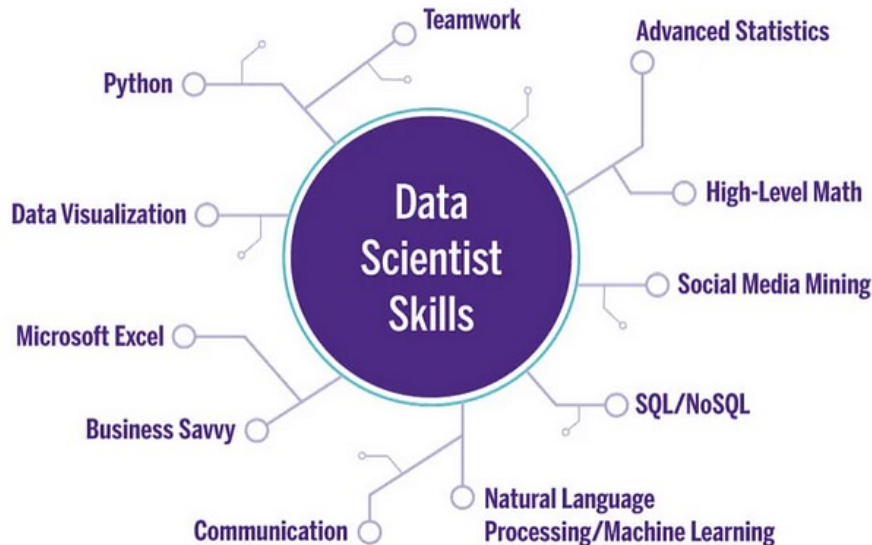 Teamwork
Advanced Statistics
Python
High-Level Math
Data Visualization
Data
Scientist
Skills
Social Media Mining
Microsoft Excel
SQL/NoSQL
Business Savvy
Natural Language
Processing/Machine Learning
Communication